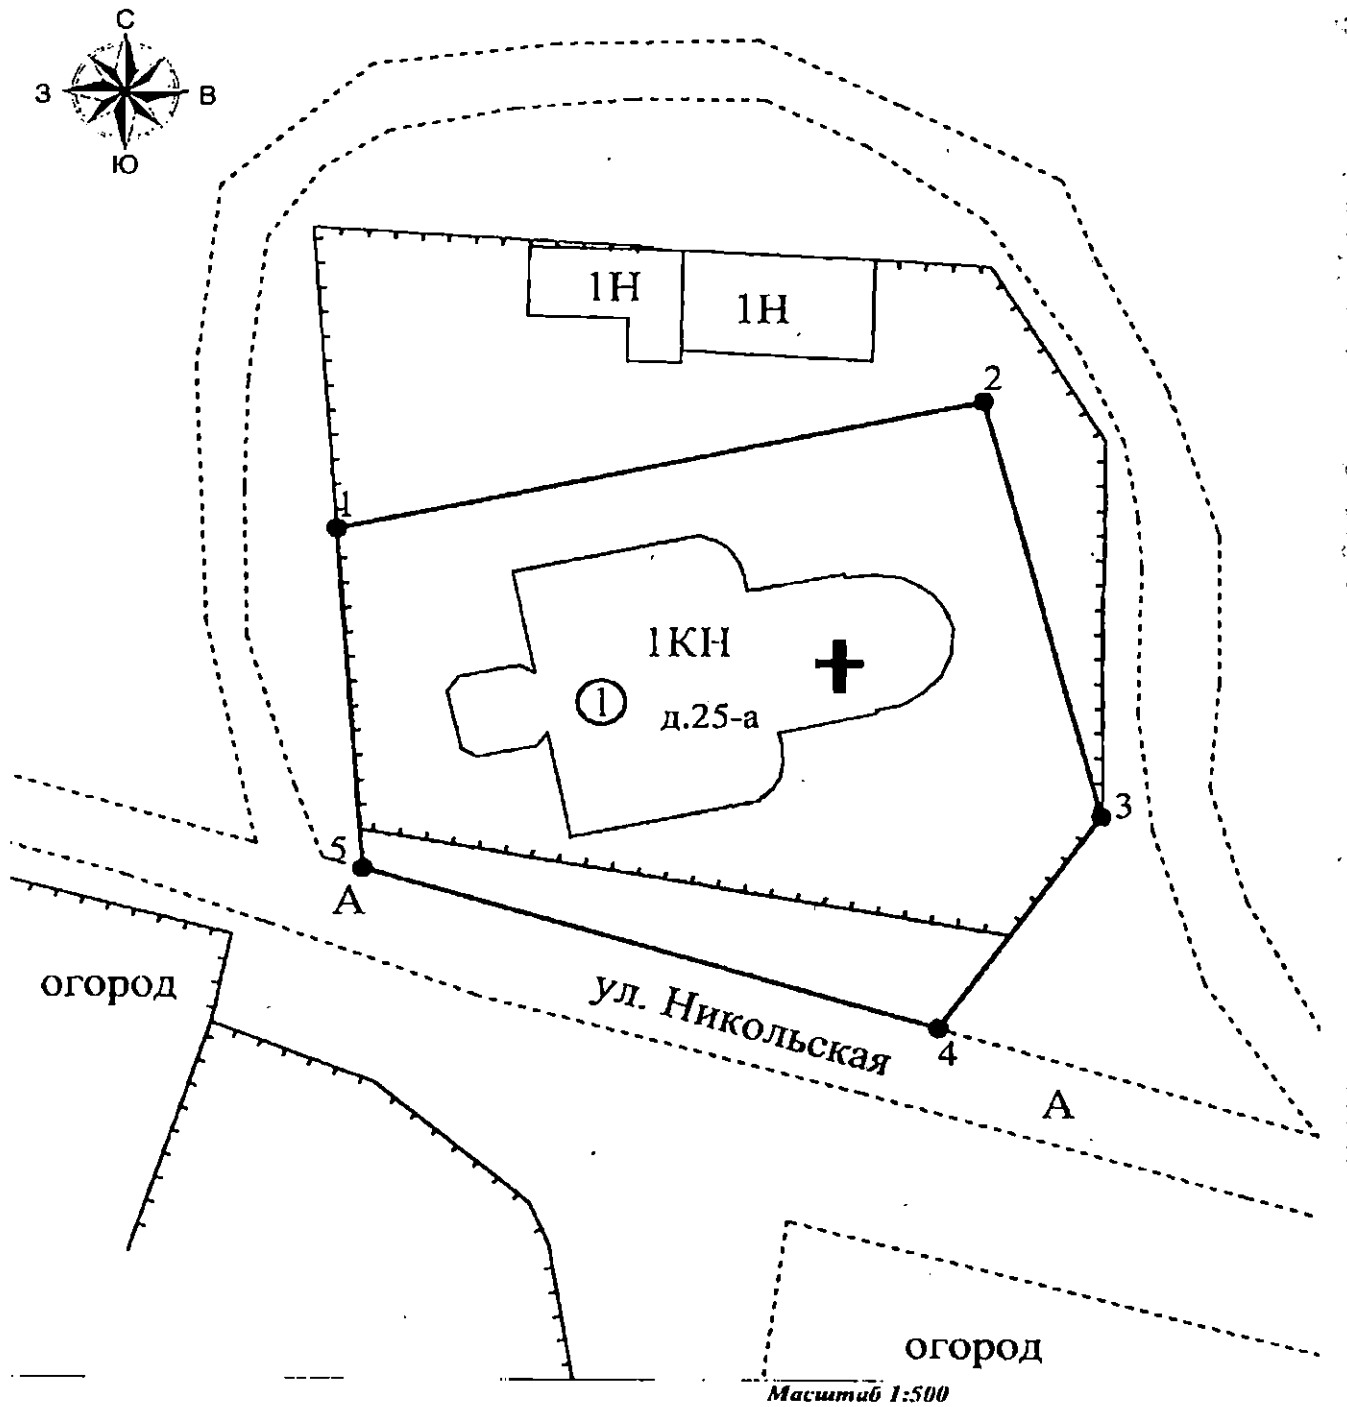 С
З
В
Ю
1Н
1Н
2
1
1КН
1
д.25-а
3
5
А
огород
ул. Никольская
4
А
огород
Масштаб 1:500